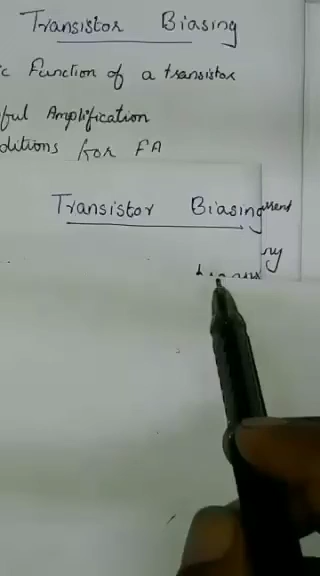 Transistor Biasing
c Function of a transistor
ful Amplification
ditions for FA
Transistor Biasing